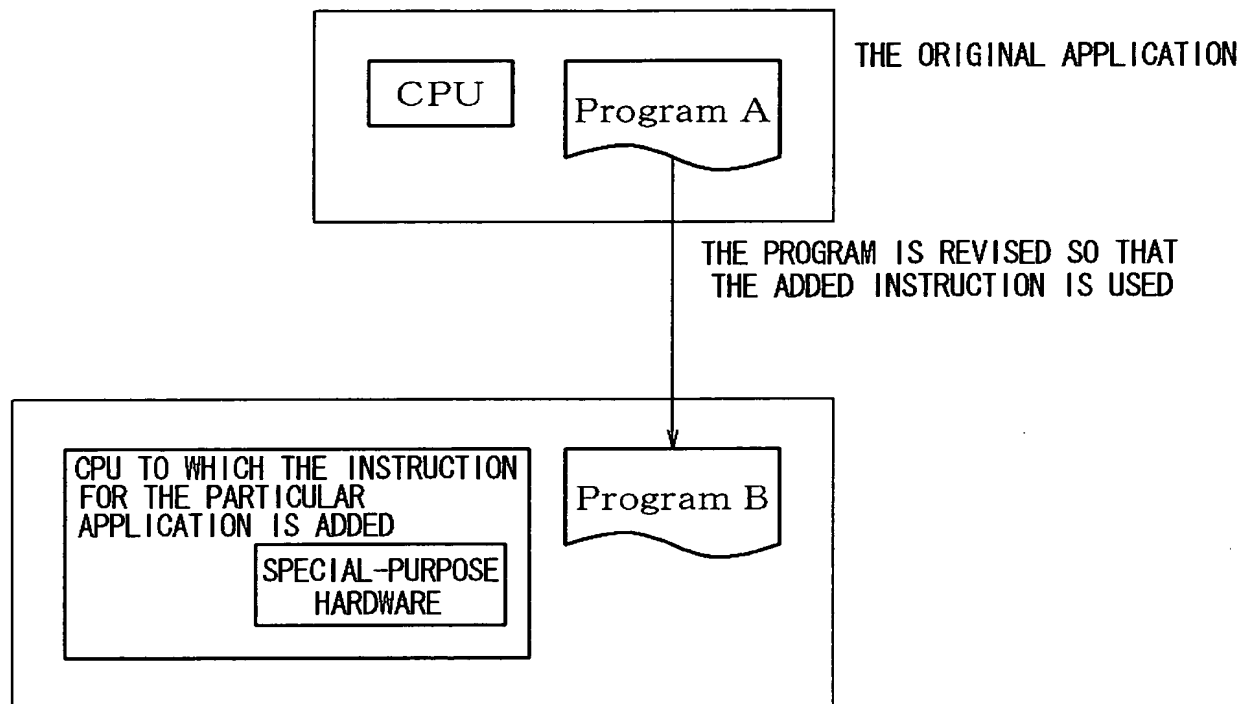 THE ORIGINAL APPLICATION
CPU
Program A
THE PROGRAM IS REVISED SO THAT
THE ADDED INSTRUCTION IS USED
CPU TO WHICH THE INSTRUCTION
FOR THE PARTICULAR
APPLICATION IS ADDED
SPECIAL-PURPOSE
HARDWARE
Program B